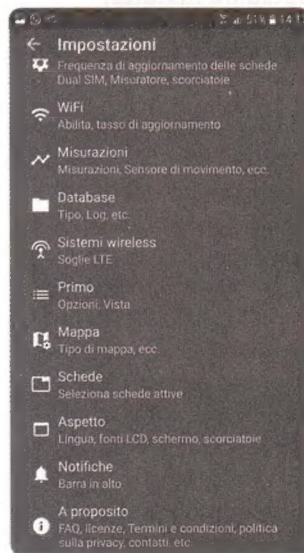 51% 14:13
Impostazioni
Frequenza di aggiornamento delle schede
Dual SIM, Misuratore, scorciatoie
WiFi
Abilita, tasso di aggiornamento
Misurazioni
Misurazioni, Sensore di movimento, ecc.
Database
Tipo, Log, etc.
Sistemi wireless
Soglie LTE
Primo
Opzioni, Vista
Mappa
Tipo di mappa, ecc.
Schede
Seleziona schede attive
Aspetto
Lingua, fonti LCD, schermo, scorciatoie
Notifiche
Barra in alto
A proposito
FAQ, licenze, Termini e condizioni, politica
sulla privacy, contatti, etc.